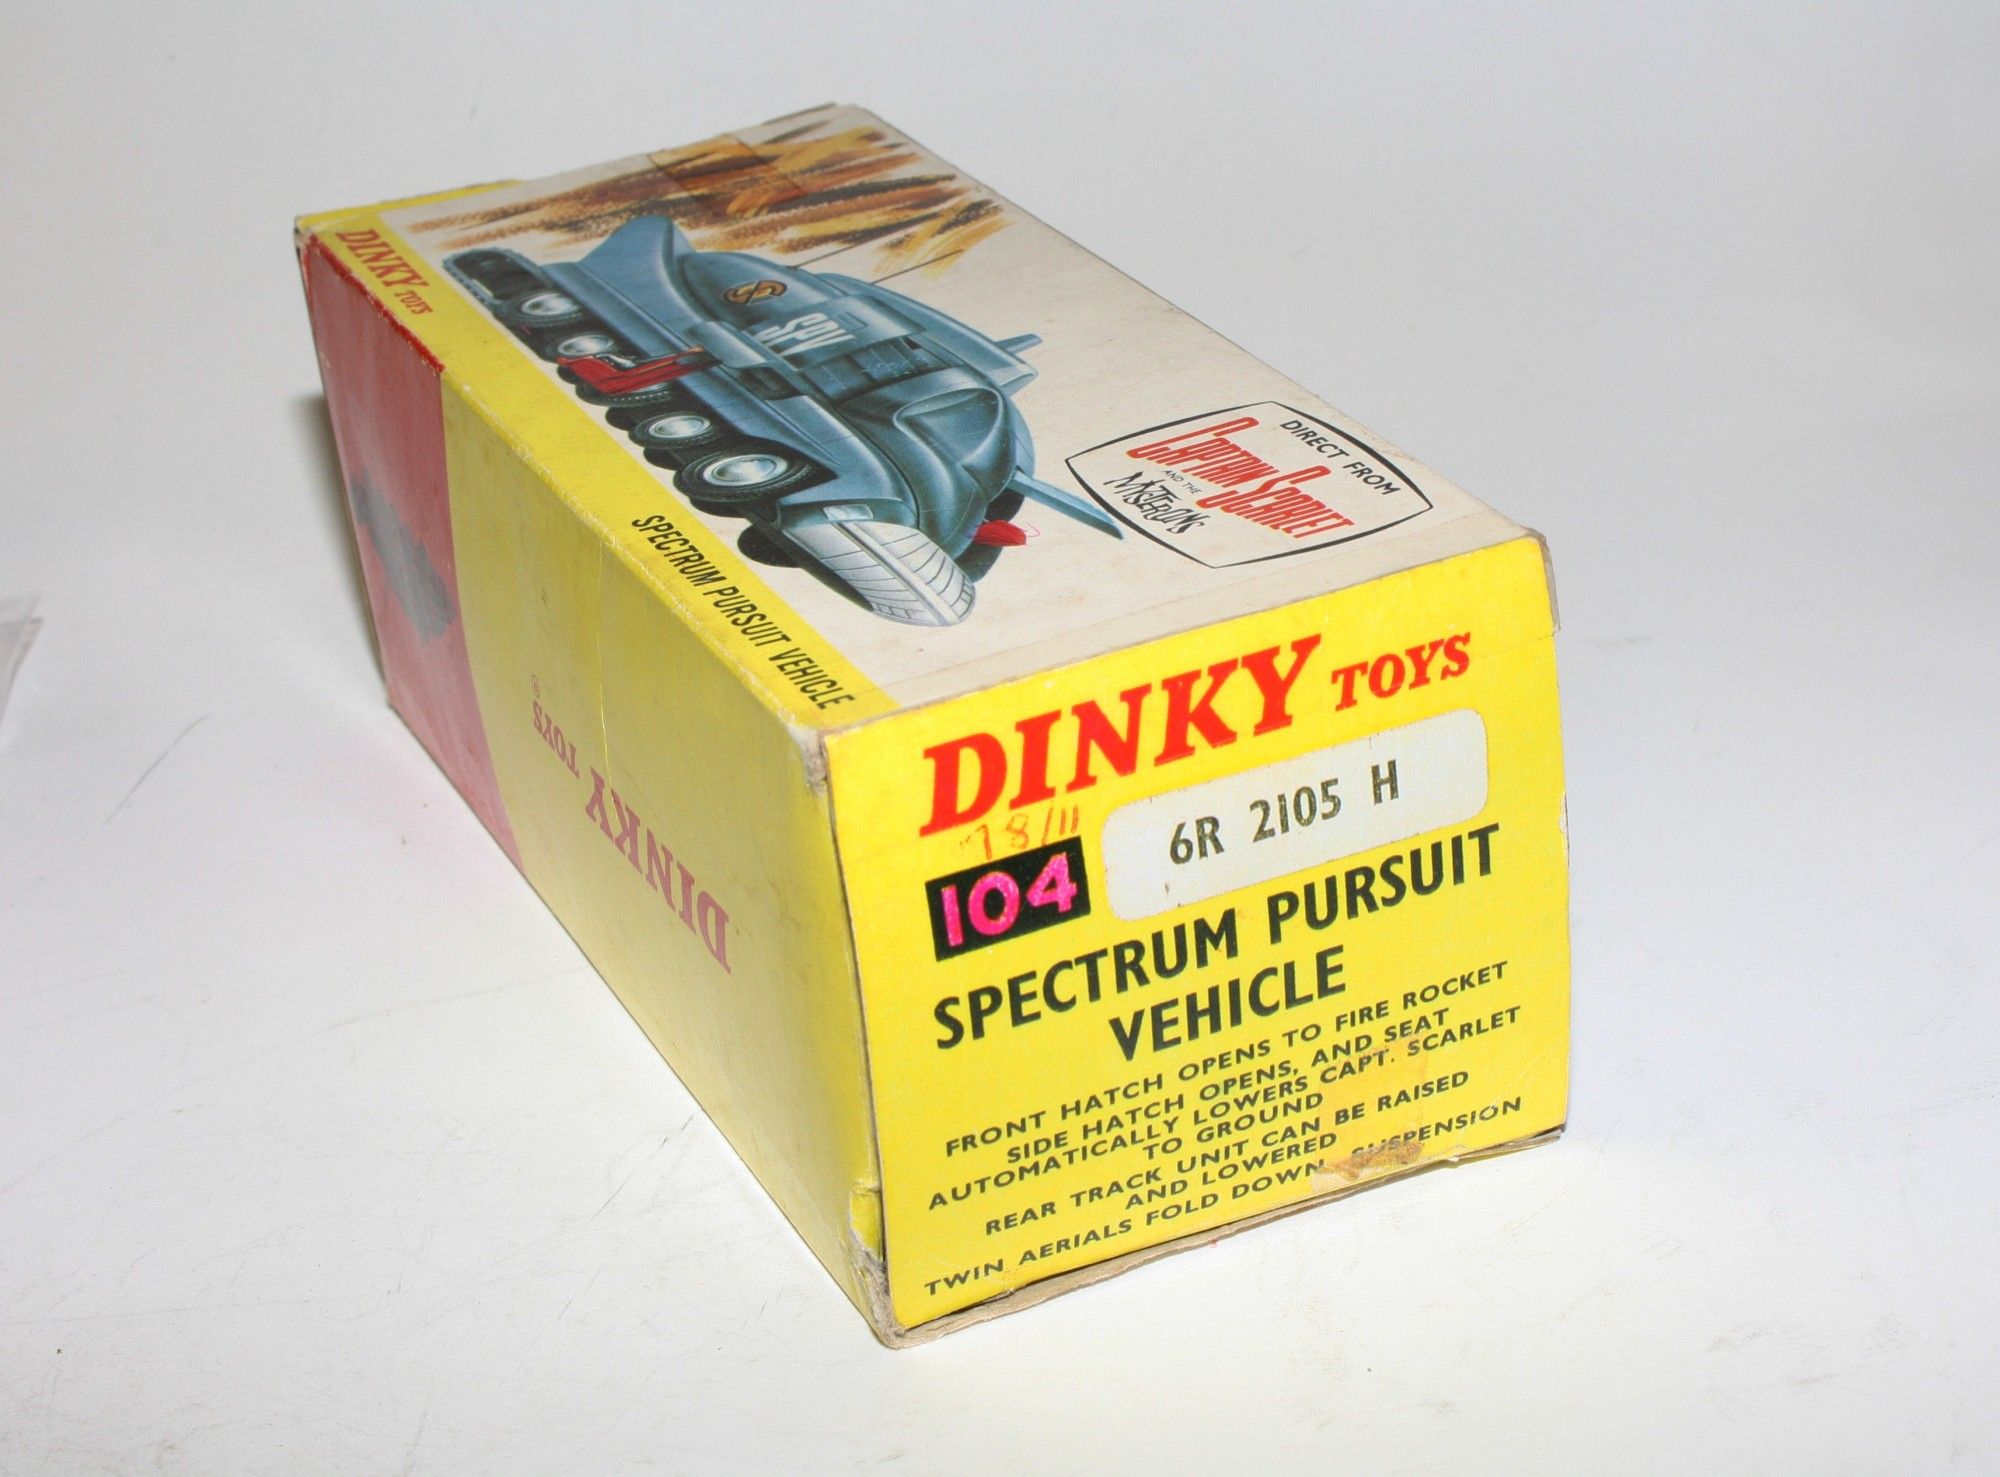 DINKY TOYS
SPY
DIRECT FROM
CAPTAIN SCARLET
AND THE
MYSTERONS
SPECTRUM PURSUIT VEHICLE
DINKY TOYS®
DINKY TOYS
18/11
6R 2105 H
104
SPECTRUM PURSUIT
VEHICLE
FRONT HATCH OPENS TO FIRE ROCKET
SIDE HATCH OPENS, AND SEAT
AUTOMATICALLY LOWERS CAPT. SCARLET
TO GROUND
REAR TRACK UNIT CAN BE RAISED
AND LOWERED
TWIN AERIALS FOLD DOWN SUSPENSION